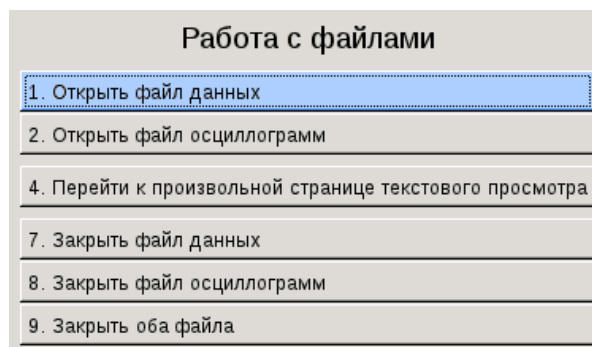 Работа с файлами
1. Открыть файл данных
2. Открыть файл осциллограмм
4. Перейти к произвольной странице текстового просмотра
7. Закрыть файл данных
8. Закрыть файл осциллограмм
9. Закрыть оба файла